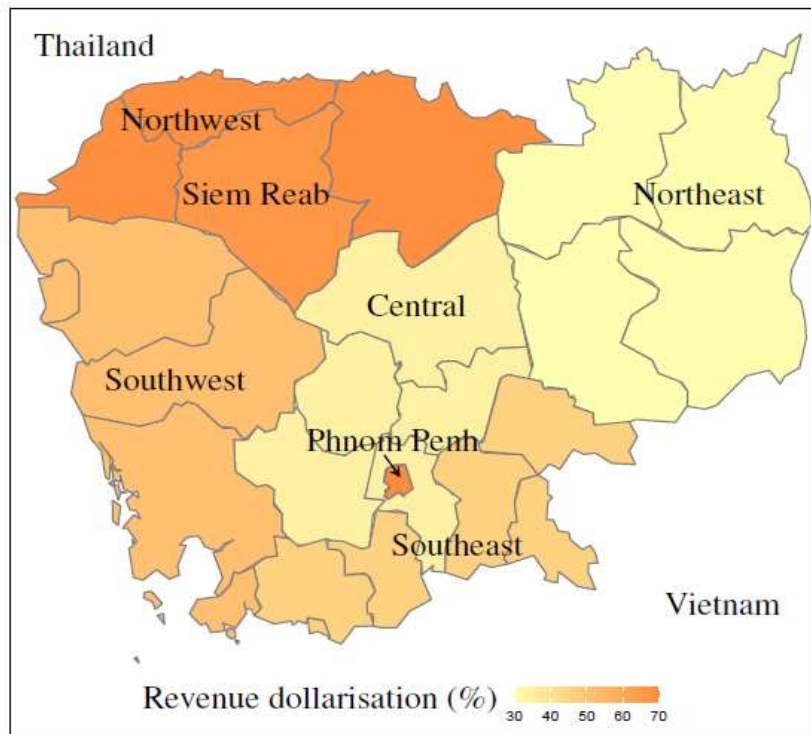 Thailand
Northwest
Siem Reab
Northeast
Central
Southwest
Phnom Penh
Southeast
Vietnam
Revenue dollarisation (%)
30 40 50 60 70